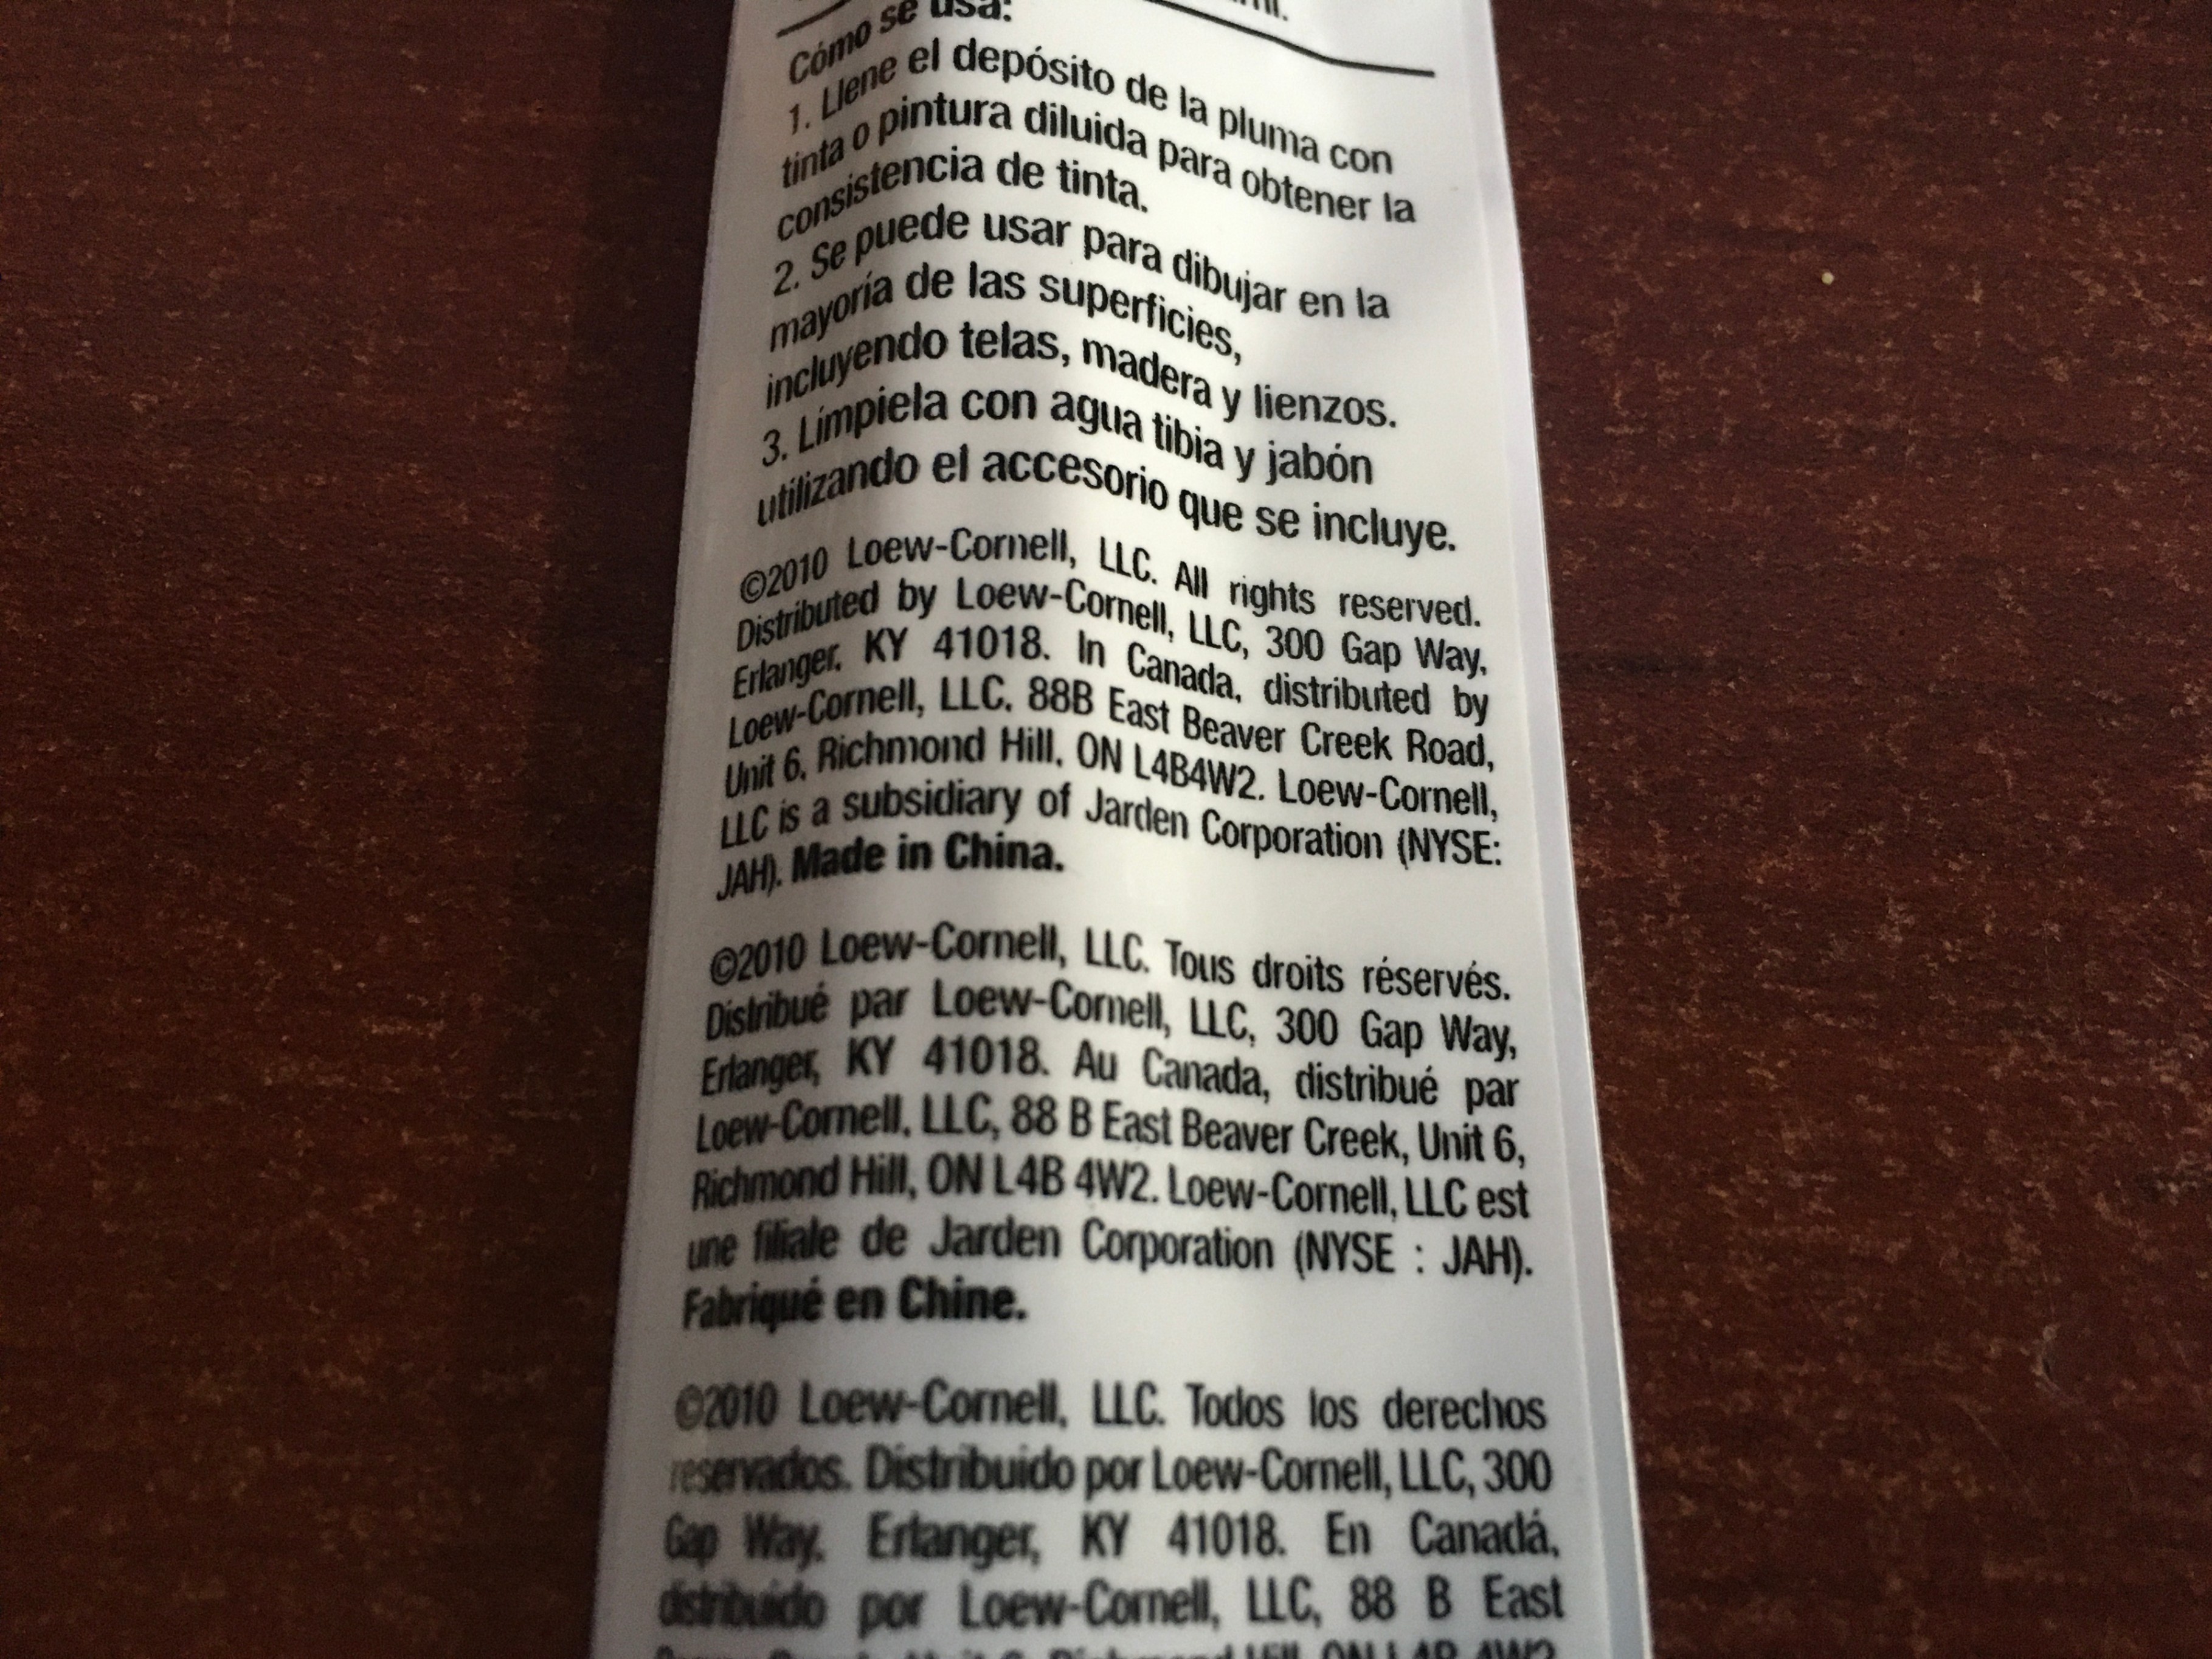 Cómo se usa:
1. Llene el depósito de la pluma con
tinta o pintura diluida para obtener la
consistencia de tinta.
2. Se puede usar para dibujar en la
mayoría de las superficies,
incluyendo telas, madera y lienzos.
3. Límpiela con agua tibia y jabón
utilizando el accesorio que se incluye.
©2010 Loew-Cornell, LLC. All rights reserved.
Distributed by Loew-Cornell, LLC, 300 Gap Way,
Erlanger, KY 41018. In Canada, distributed by
Loew-Cornell, LLC, 88B East Beaver Creek Road,
Unit 6, Richmond Hill, ON L4B4W2. Loew-Cornell,
LLC is a subsidiary of Jarden Corporation (NYSE:
JAH). Made in China.
©2010 Loew-Cornell, LLC. Tous droits réservés.
Distribué par Loew-Cornell, LLC, 300 Gap Way,
Erlanger, KY 41018. Au Canada, distribué par
Loew-Cornell, LLC, 88 B East Beaver Creek, Unit 6,
Richmond Hill, ON L4B 4W2. Loew-Cornell, LLC est
une filiale de Jarden Corporation (NYSE : JAH).
Fabriqué en Chine.
©2010 Loew-Cornell, LLC. Todos los derechos
reservados. Distribuido por Loew-Cornell, LLC, 300
Gap Way, Erlanger, KY 41018. En Canadá,
distribuido por Loew-Cornell, LLC, 88 B East
Richmond Hill, ON L4B 4W2